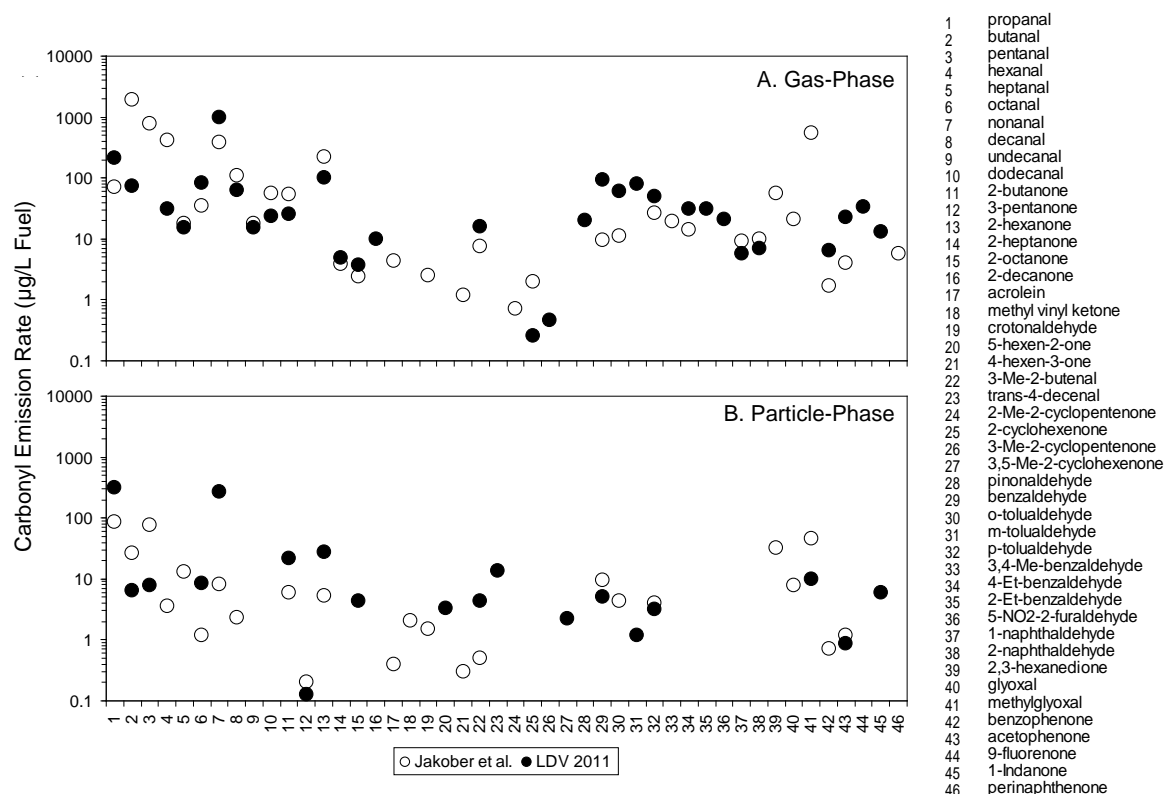 A. Gas-Phase
10000
1000
100
10
1
0.1
Carbonyl Emission Rate (µg/L Fuel)
B. Particle-Phase
10000
1000
100
10
1
0.1
1 2 3 4 5 6 7 8 9 10 11 12 13 14 15 16 17 18 19 20 21 22 23 24 25 26 27 28 29 30 31 32 33 34 35 36 37 38 39 40 41 42 43 44 45 46
Jakober et al. LDV 2011
1 propanal
2 butanal
3 pentanal
4 hexanal
5 heptanal
6 octanal
7 nonanal
8 decanal
9 undecanal
10 dodecanal
11 2-butanone
12 3-pentanone
13 2-hexanone
14 2-heptanone
15 2-octanone
16 2-decanone
17 acrolein
18 methyl vinyl ketone
19 crotonaldehyde
20 5-hexen-2-one
21 4-hexen-3-one
22 3-Me-2-butenal
23 trans-4-decenal
24 2-Me-2-cyclopentenone
25 2-cyclohexenone
26 3-Me-2-cyclopentenone
27 3,5-Me-2-cyclohexenone
28 pinonaldehyde
29 benzaldehyde
30 o-tolualdehyde
31 m-tolualdehyde
32 p-tolualdehyde
33 3,4-Me-benzaldehyde
34 4-Et-benzaldehyde
35 2-Et-benzaldehyde
36 5-NO2-2-furaldehyde
37 1-naphthaldehyde
38 2-naphthaldehyde
39 2,3-hexanedione
40 glyoxal
41 methylglyoxal
42 benzophenone
43 acetophenone
44 9-fluorenone
45 1-Indanone
46 perinaphthenone